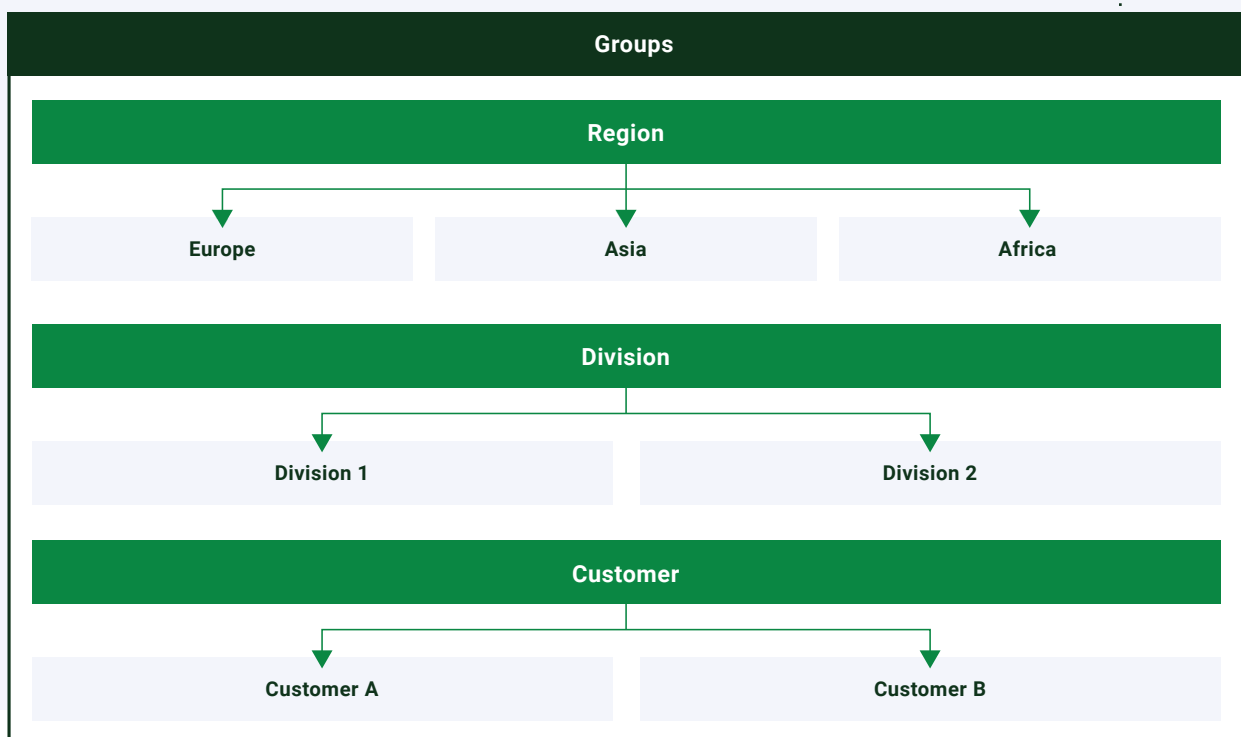 Groups
Region
Europe
Asia
Africa
Division
Division 1
Division 2
Customer
Customer A
Customer B